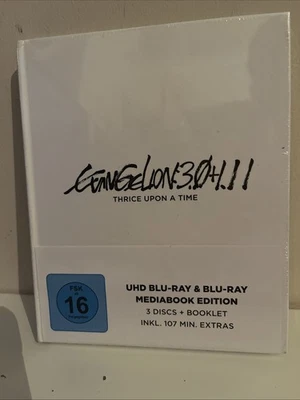 EVANGELION:3.0+1.11
THRICE UPON A TIME
FSK
16
UHD BLU-RAY & BLU-RAY
MEDIABOOK EDITION
3 DISCS + BOOKLET
INKL. 107 MIN. EXTRAS